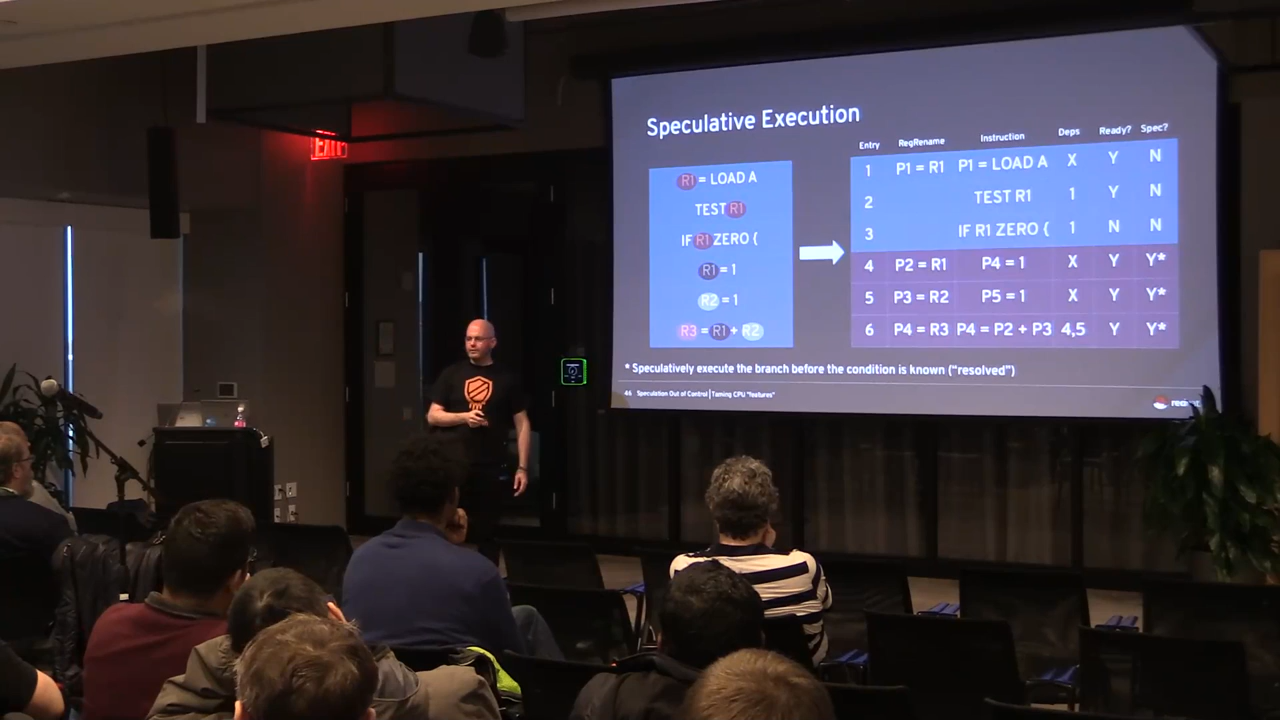 EXIT
Speculative Execution
R1 = LOAD A
TEST R1
IF R1 ZERO {
R1 = 1
R2 = 1
R3 = R1 + R2
Entry RegRename Instruction Deps Ready? Spec?
1 P1 = R1 P1 = LOAD A X Y N
2 TEST R1 1 Y N
3 IF R1 ZERO { 1 N N
4 P2 = R1 P4 = 1 X Y Y*
5 P3 = R2 P5 = 1 X Y Y*
6 P4 = R3 P4 = P2 + P3 4,5 Y Y*
* Speculatively execute the branch before the condition is known ("resolved")
46 Speculation Out of Control | Taming CPU "features"